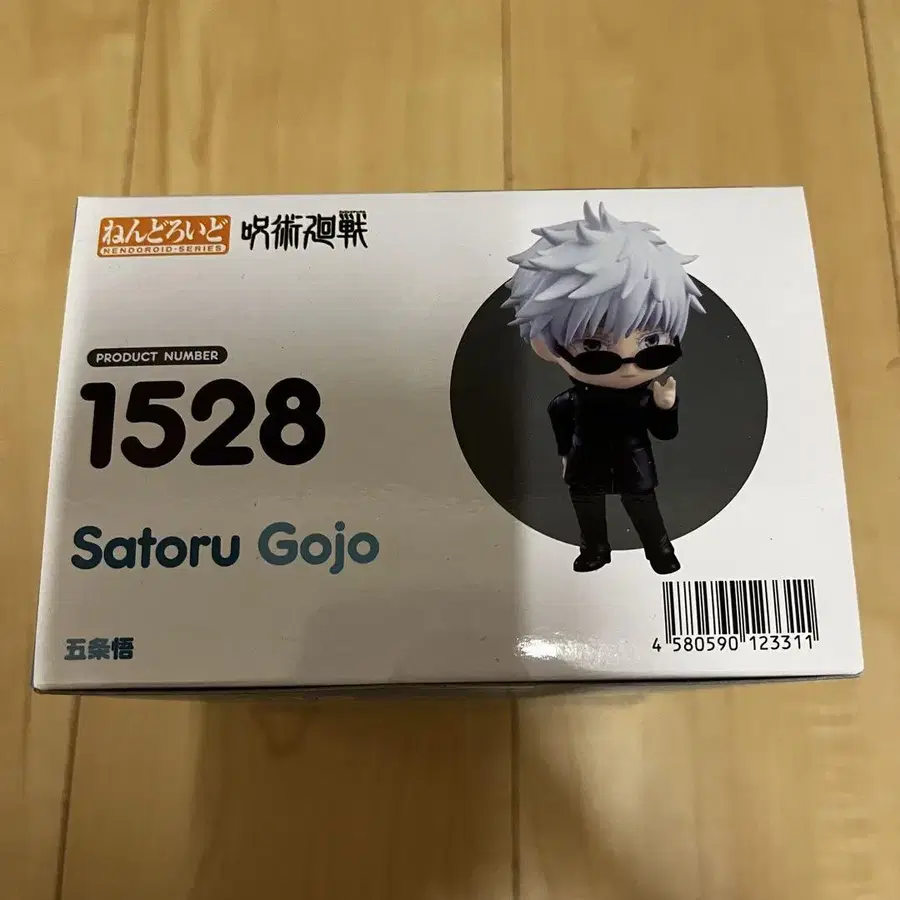 ねんどろいど
NENDOROID-SERIES
呪術廻戦
PRODUCT NUMBER
1528
Satoru Gojo
五条悟
4 580590 123311